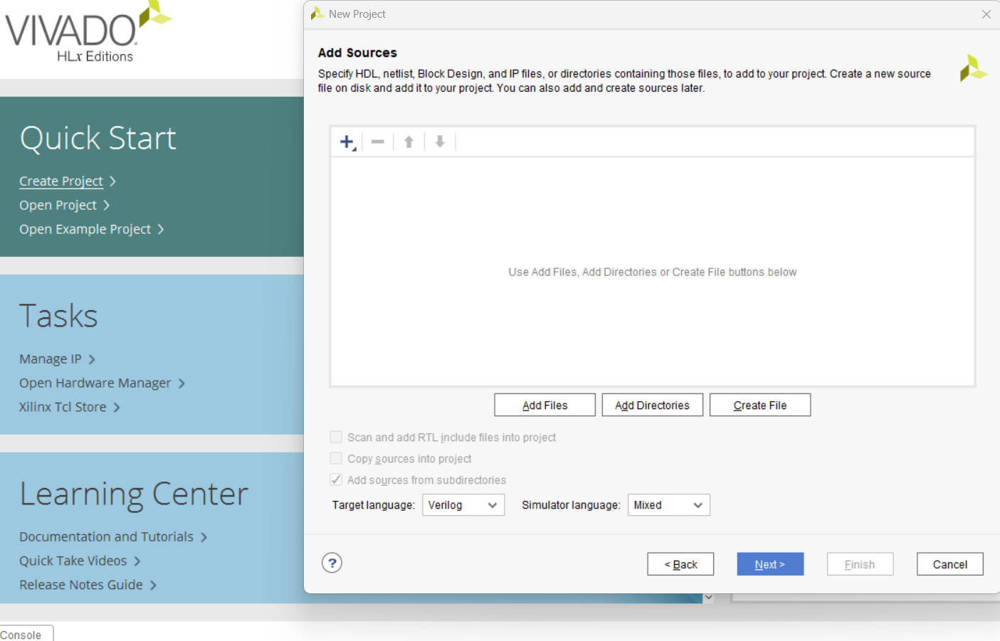 VIVADO
HLx Editions
Quick Start
Create Project
Open Project
Open Example Project
Tasks
Manage IP
Open Hardware Manager
Xilinx Tcl Store
Learning Center
Documentation and Tutorials
Quick Take Videos
Release Notes Guide
Console
New Project
Add Sources
Specify HDL, netlist, Block Design, and IP files, or directories containing those files, to add to your project. Create a new source
file on disk and add it to your project. You can also add and create sources later.
Use Add Files, Add Directories or Create File buttons below
Add Files Add Directories Create File
Scan and add RTL include files into project
Copy sources into project
Add sources from subdirectories
Target language: Verilog Simulator language: Mixed
? < Back Next > Finish Cancel